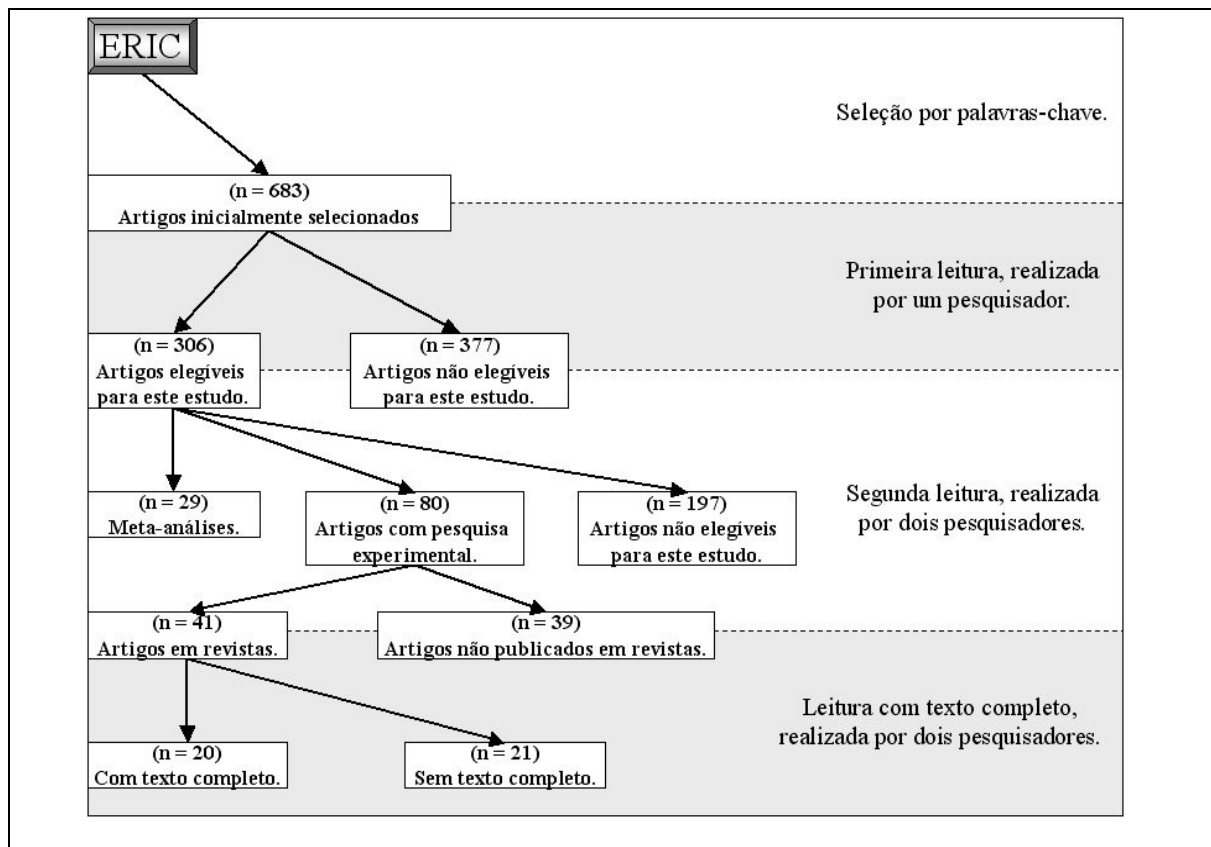 ERIC
Seleção por palavras-chave.
(n = 683)
Artigos inicialmente selecionados
Primeira leitura, realizada
por um pesquisador.
(n = 306)
Artigos elegíveis
para este estudo.
(n = 377)
Artigos não elegíveis
para este estudo.
Segunda leitura, realizada
por dois pesquisadores.
(n = 29)
Meta-análises.
(n = 80)
Artigos com pesquisa
experimental.
(n = 197)
Artigos não elegíveis
para este estudo.
(n = 41)
Artigos em revistas.
(n = 39)
Artigos não publicados em revistas.
Leitura com texto completo,
realizada por dois pesquisadores.
(n = 20)
Com texto completo.
(n = 21)
Sem texto completo.